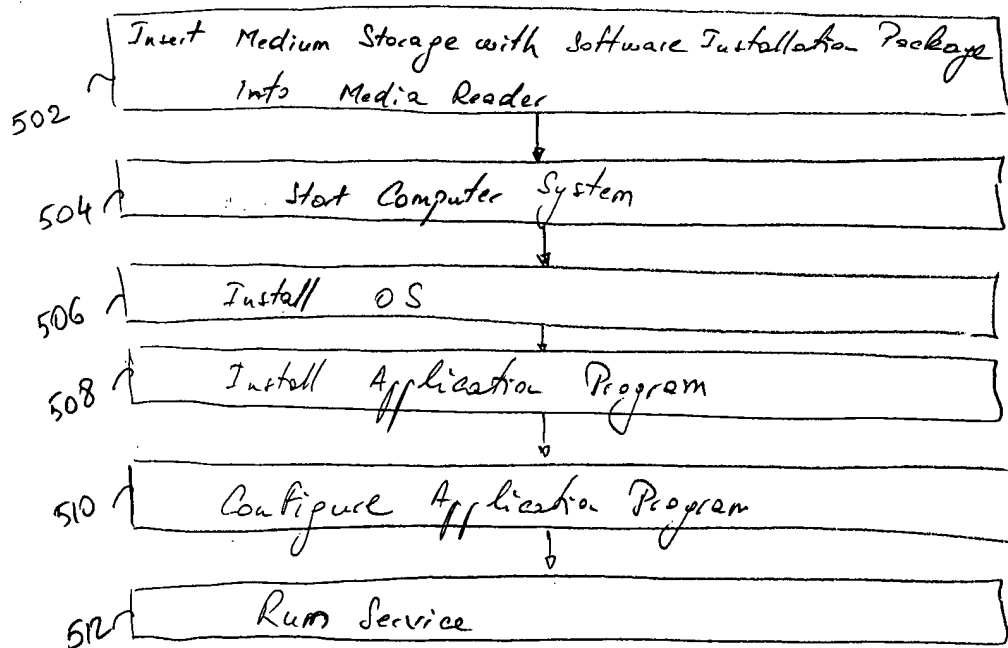 Insert Medium Storage with Software Installation Package
Into Media Reader
502
Start Computer System
504
Install OS
506
Install Application Program
508
Configure Application Program
510
Run Service
512